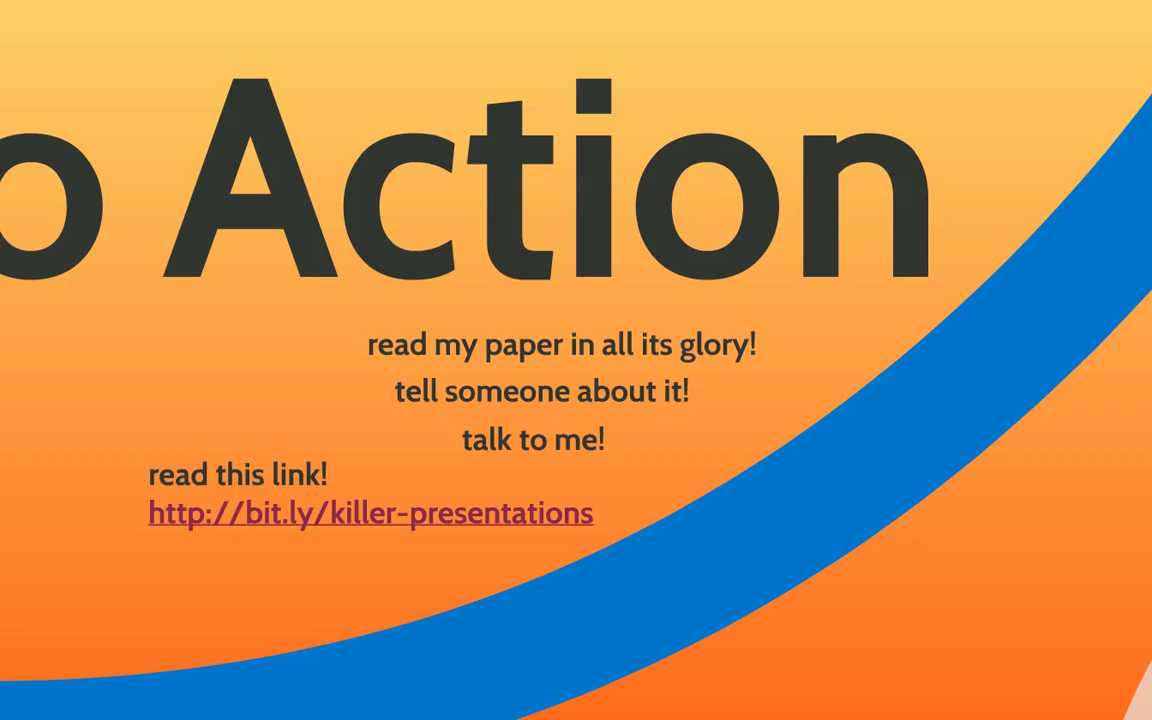 o Action
read my paper in all its glory!
tell someone about it!
talk to me!
read this link!
http://bit.ly/killer-presentations